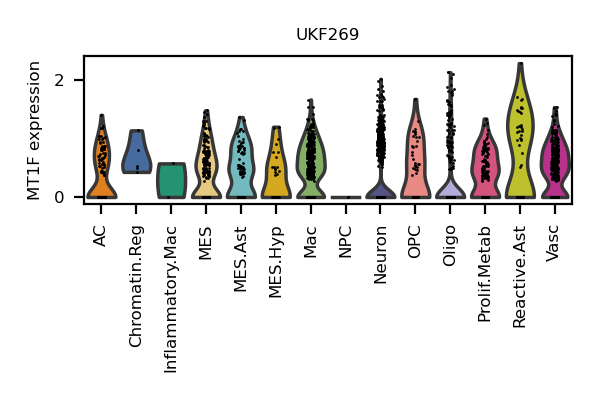 UKF269
MT1F expression
2
0
AC
Chromatin.Reg
Inflammatory.Mac
MES
MES.Ast
MES.Hyp
Mac
NPC
Neuron
OPC
Oligo
Prolif.Metab
Reactive.Ast
Vasc